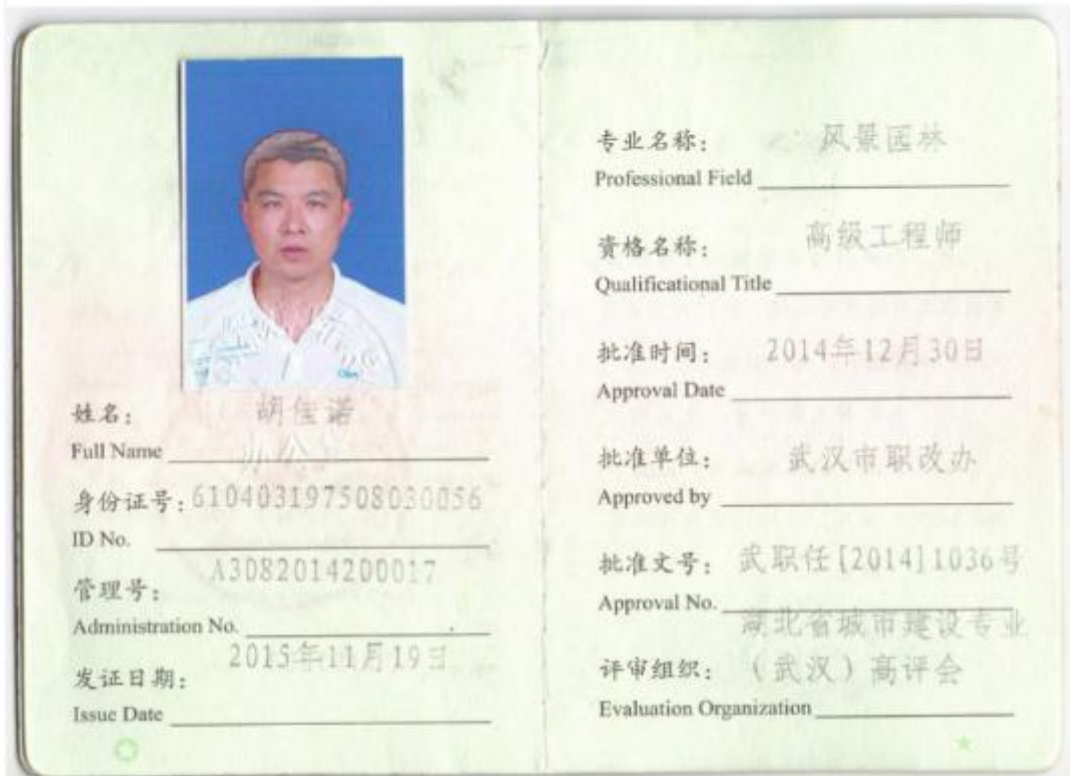 姓名： 胡佳诺
Full Name
身份证号：610403197508030056
ID No.
管理号： A3082014200017
Administration No.
发证日期： 2015年11月19日
Issue Date
专业名称： 风景园林
Professional Field
资格名称： 高级工程师
Qualificational Title
批准时间： 2014年12月30日
Approval Date
批准单位： 武汉市职改办
Approved by
批准文号： 武职任[2014]1036号
Approval No.
湖北省城市建设专业
评审组织： （武汉）高评会
Evaluation Organization